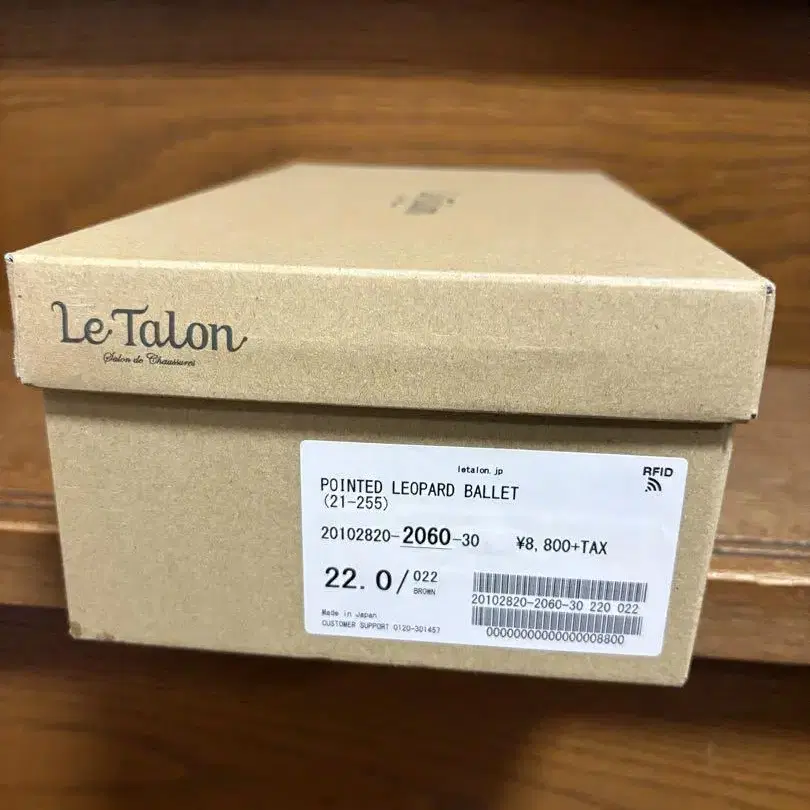 Le Talon
Salon de Chaussures
letalon.jp
RFID
POINTED LEOPARD BALLET
(21-255)
20102820-2060-30 ¥8,800+TAX
22.0/022
BROWN
20102820-2060-30 220 022
Made in Japan
CUSTOMER SUPPORT 0120-301457
00000000000000008800